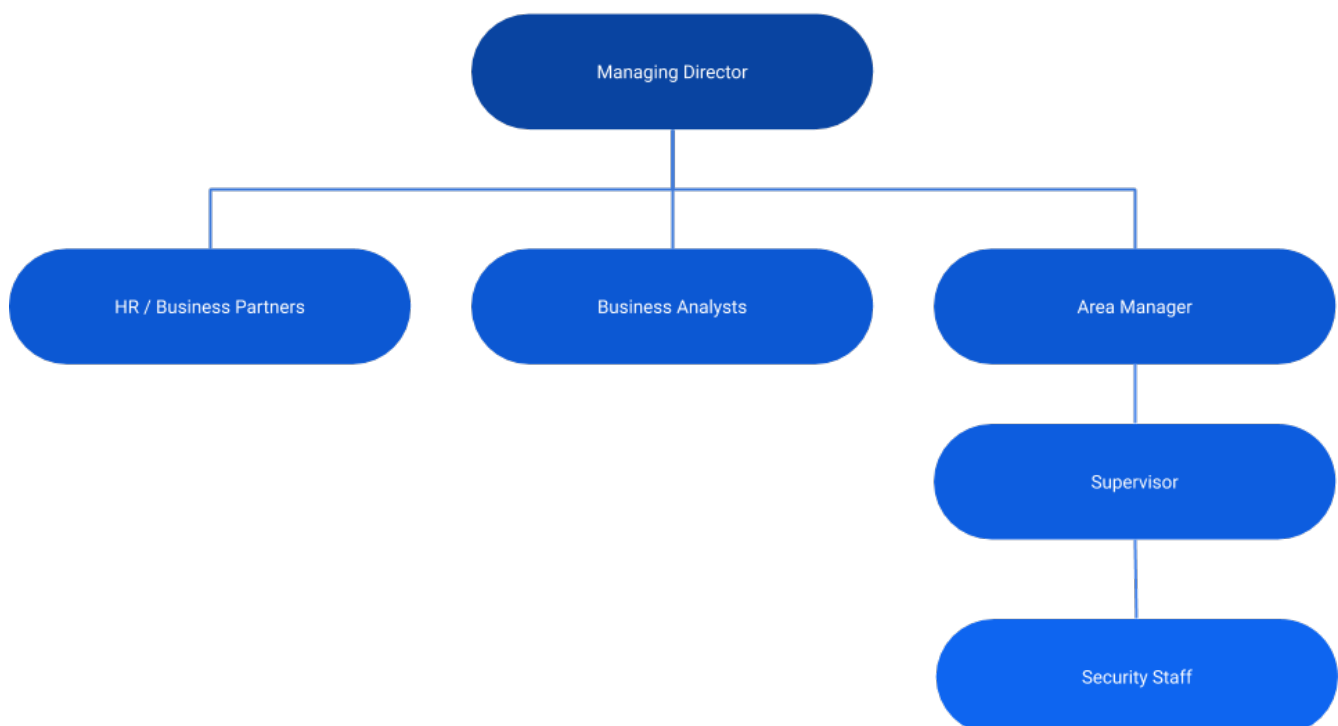 Managing Director
HR / Business Partners
Business Analysts
Area Manager
Supervisor
Security Staff